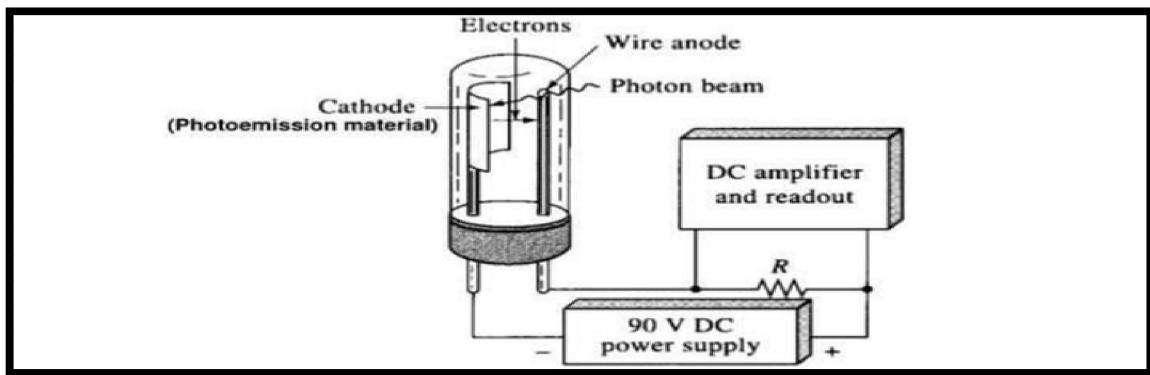 Electrons
Wire anode
Photon beam
Cathode
(Photoemission material)
DC amplifier
and readout
R
90 V DC
power supply
− +